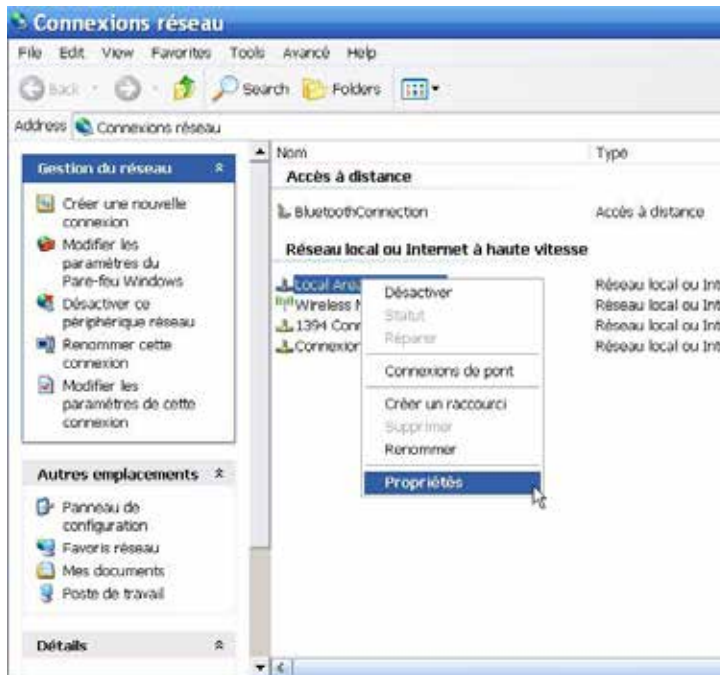 Connexions réseau
File Edit View Favorites Tools Avancé Help
Back Search Folders
Address Connexions réseau
Gestion du réseau
Créer une nouvelle
connexion
Modifier les
paramètres du
Pare-feu Windows
Désactiver ce
périphérique réseau
Renommer cette
connexion
Modifier les
paramètres de cette
connexion
Autres emplacements
Panneau de
configuration
Favoris réseau
Mes documents
Poste de travail
Détails
Nom Type
Accès à distance
BluetoothConnection Accès à distance
Réseau local ou Internet à haute vitesse
Local Area Réseau local ou Int
Wireless N Réseau local ou Int
1394 Conr Réseau local ou Int
Connexion Réseau local ou Int
Désactiver
Statut
Réparer
Connexions de pont
Créer un raccourci
Supprimer
Renommer
Propriétés